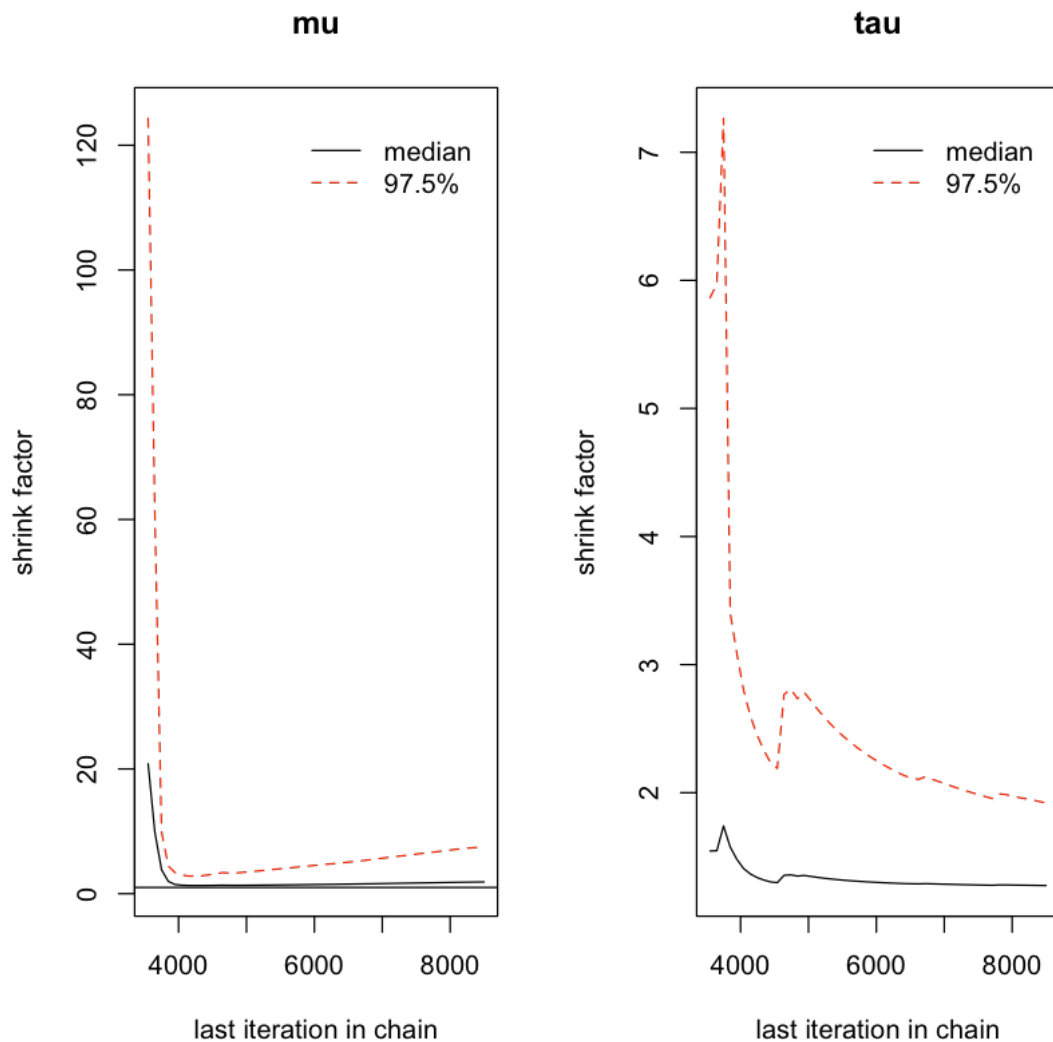 mu
shrink factor
0
20
40
60
80
100
120
median
97.5%
4000
6000
8000
last iteration in chain
tau
shrink factor
2
3
4
5
6
7
median
97.5%
4000
6000
8000
last iteration in chain